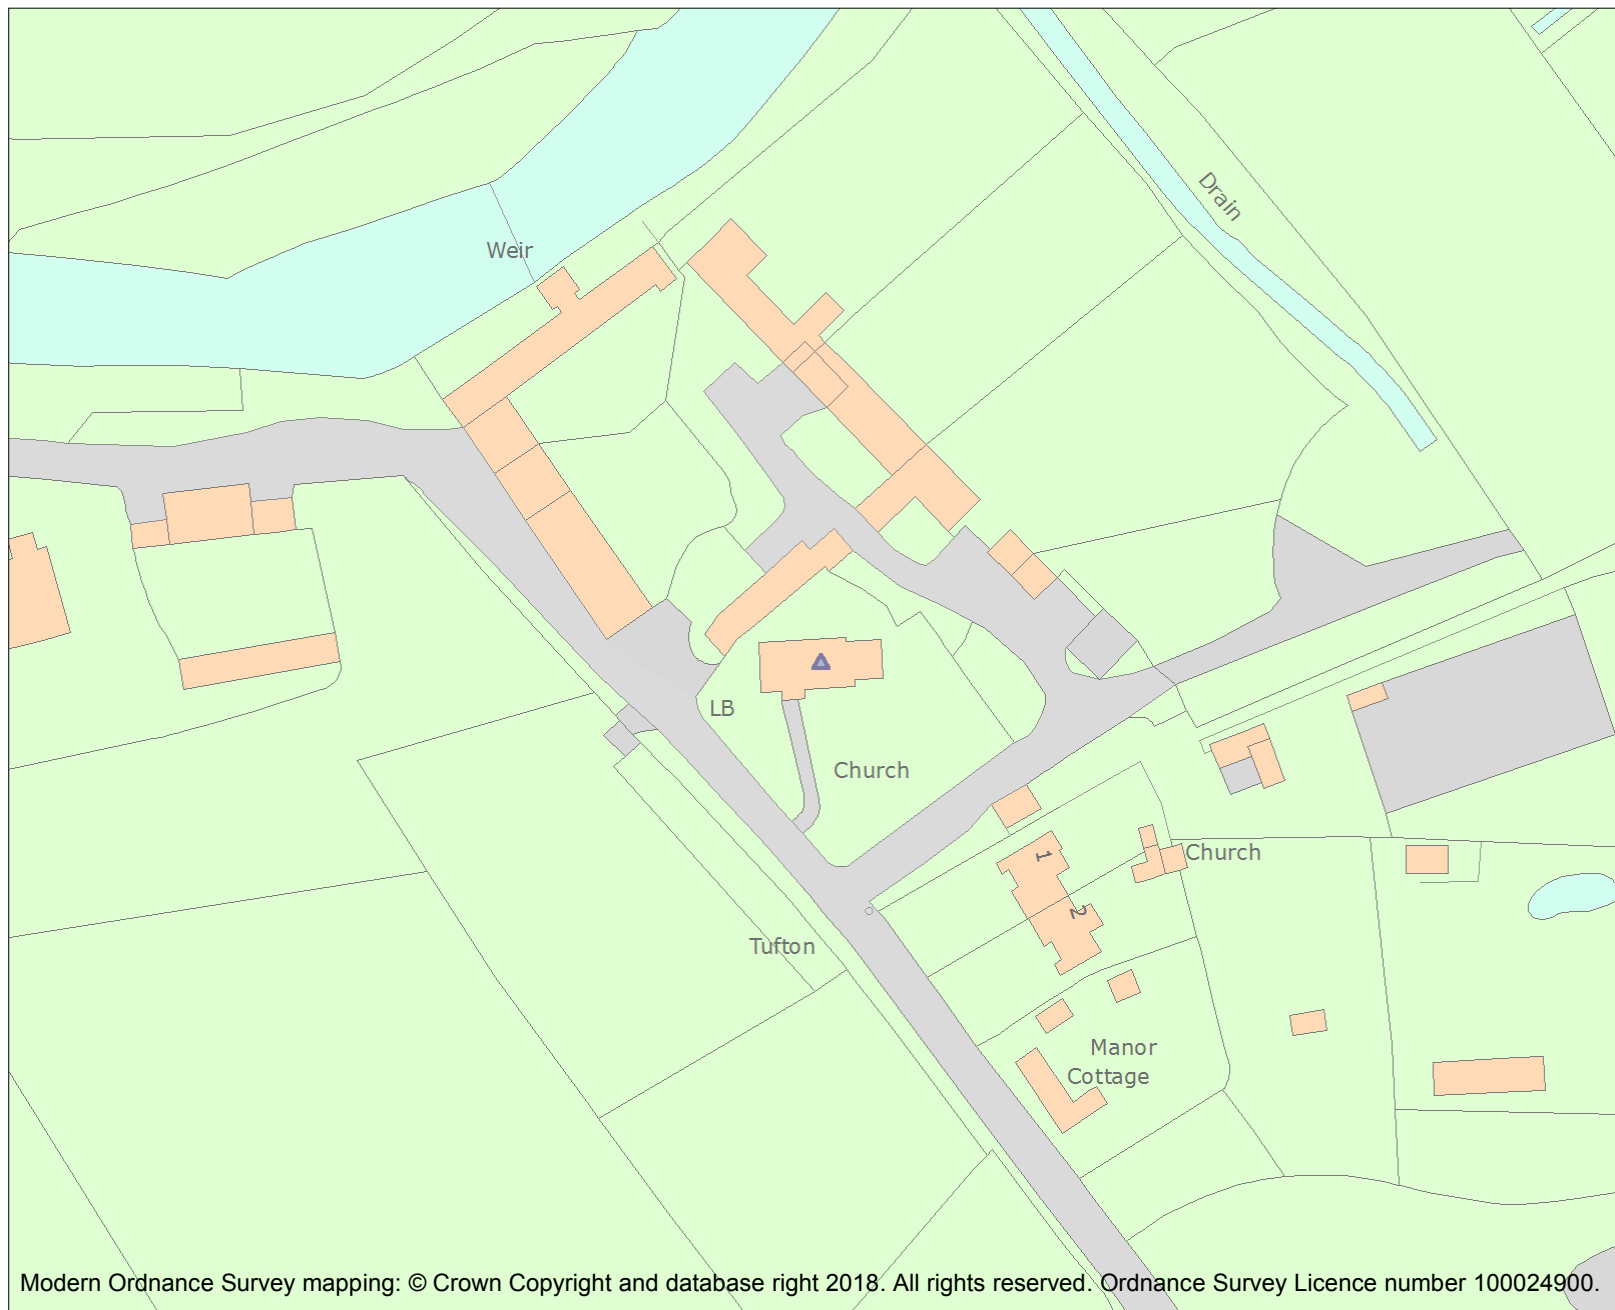 Drain
Weir
LB
Church
1
Church
2
Tufton
Manor
Cottage
Modern Ordnance Survey mapping: © Crown Copyright and database right 2018. All rights reserved. Ordnance Survey Licence number 100024900.